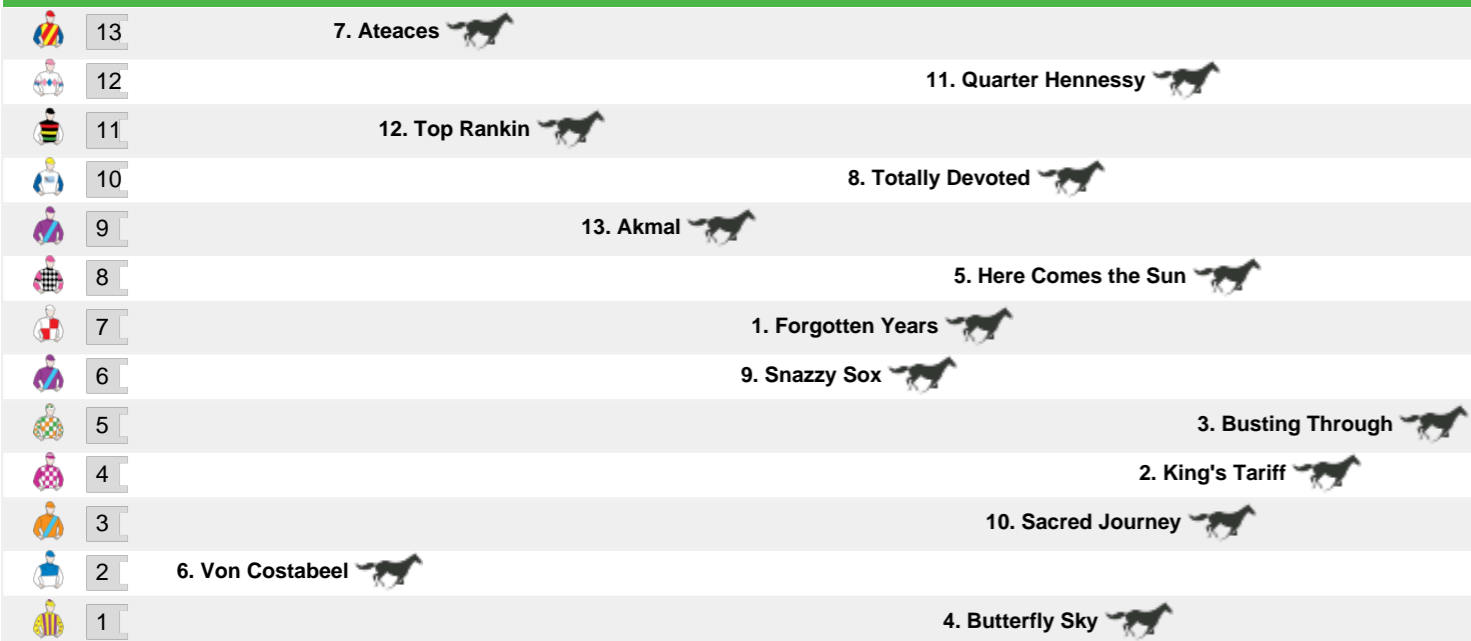 13 7. Ateaces
12 11. Quarter Hennessy
11 12. Top Rankin
10 8. Totally Devoted
9 13. Akmal
8 5. Here Comes the Sun
7 1. Forgotten Years
6 9. Snazzy Sox
5 3. Busting Through
4 2. King's Tariff
3 10. Sacred Journey
2 6. Von Costabeel
1 4. Butterfly Sky